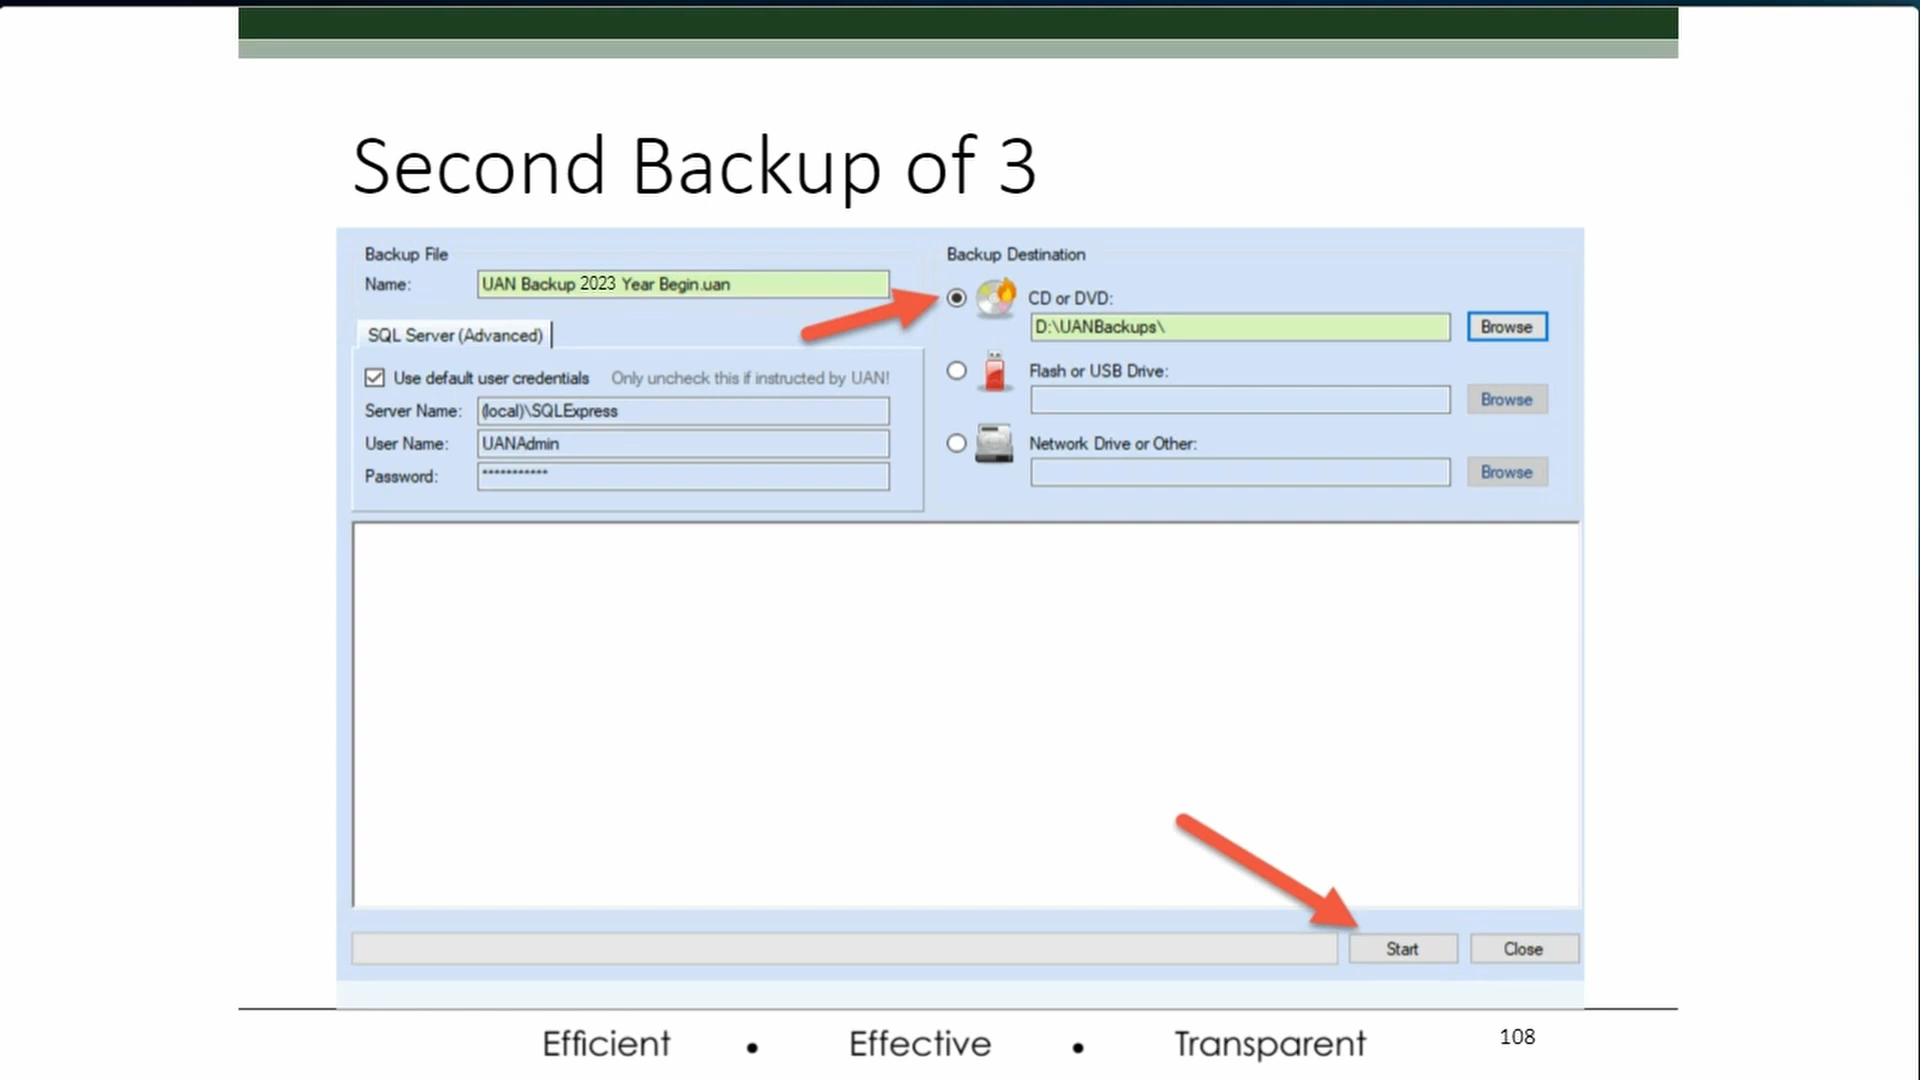 Second Backup of 3
Backup File
Name: UAN Backup 2023 Year Begin.uan
SQL Server (Advanced)
Use default user credentials Only uncheck this if instructed by UAN!
Server Name: (local)\SQLExpress
User Name: UANAdmin
Password: ***********
Backup Destination
CD or DVD:
D:\UANBackups\ Browse
Flash or USB Drive:
Browse
Network Drive or Other:
Browse
Start Close
Efficient • Effective • Transparent 108